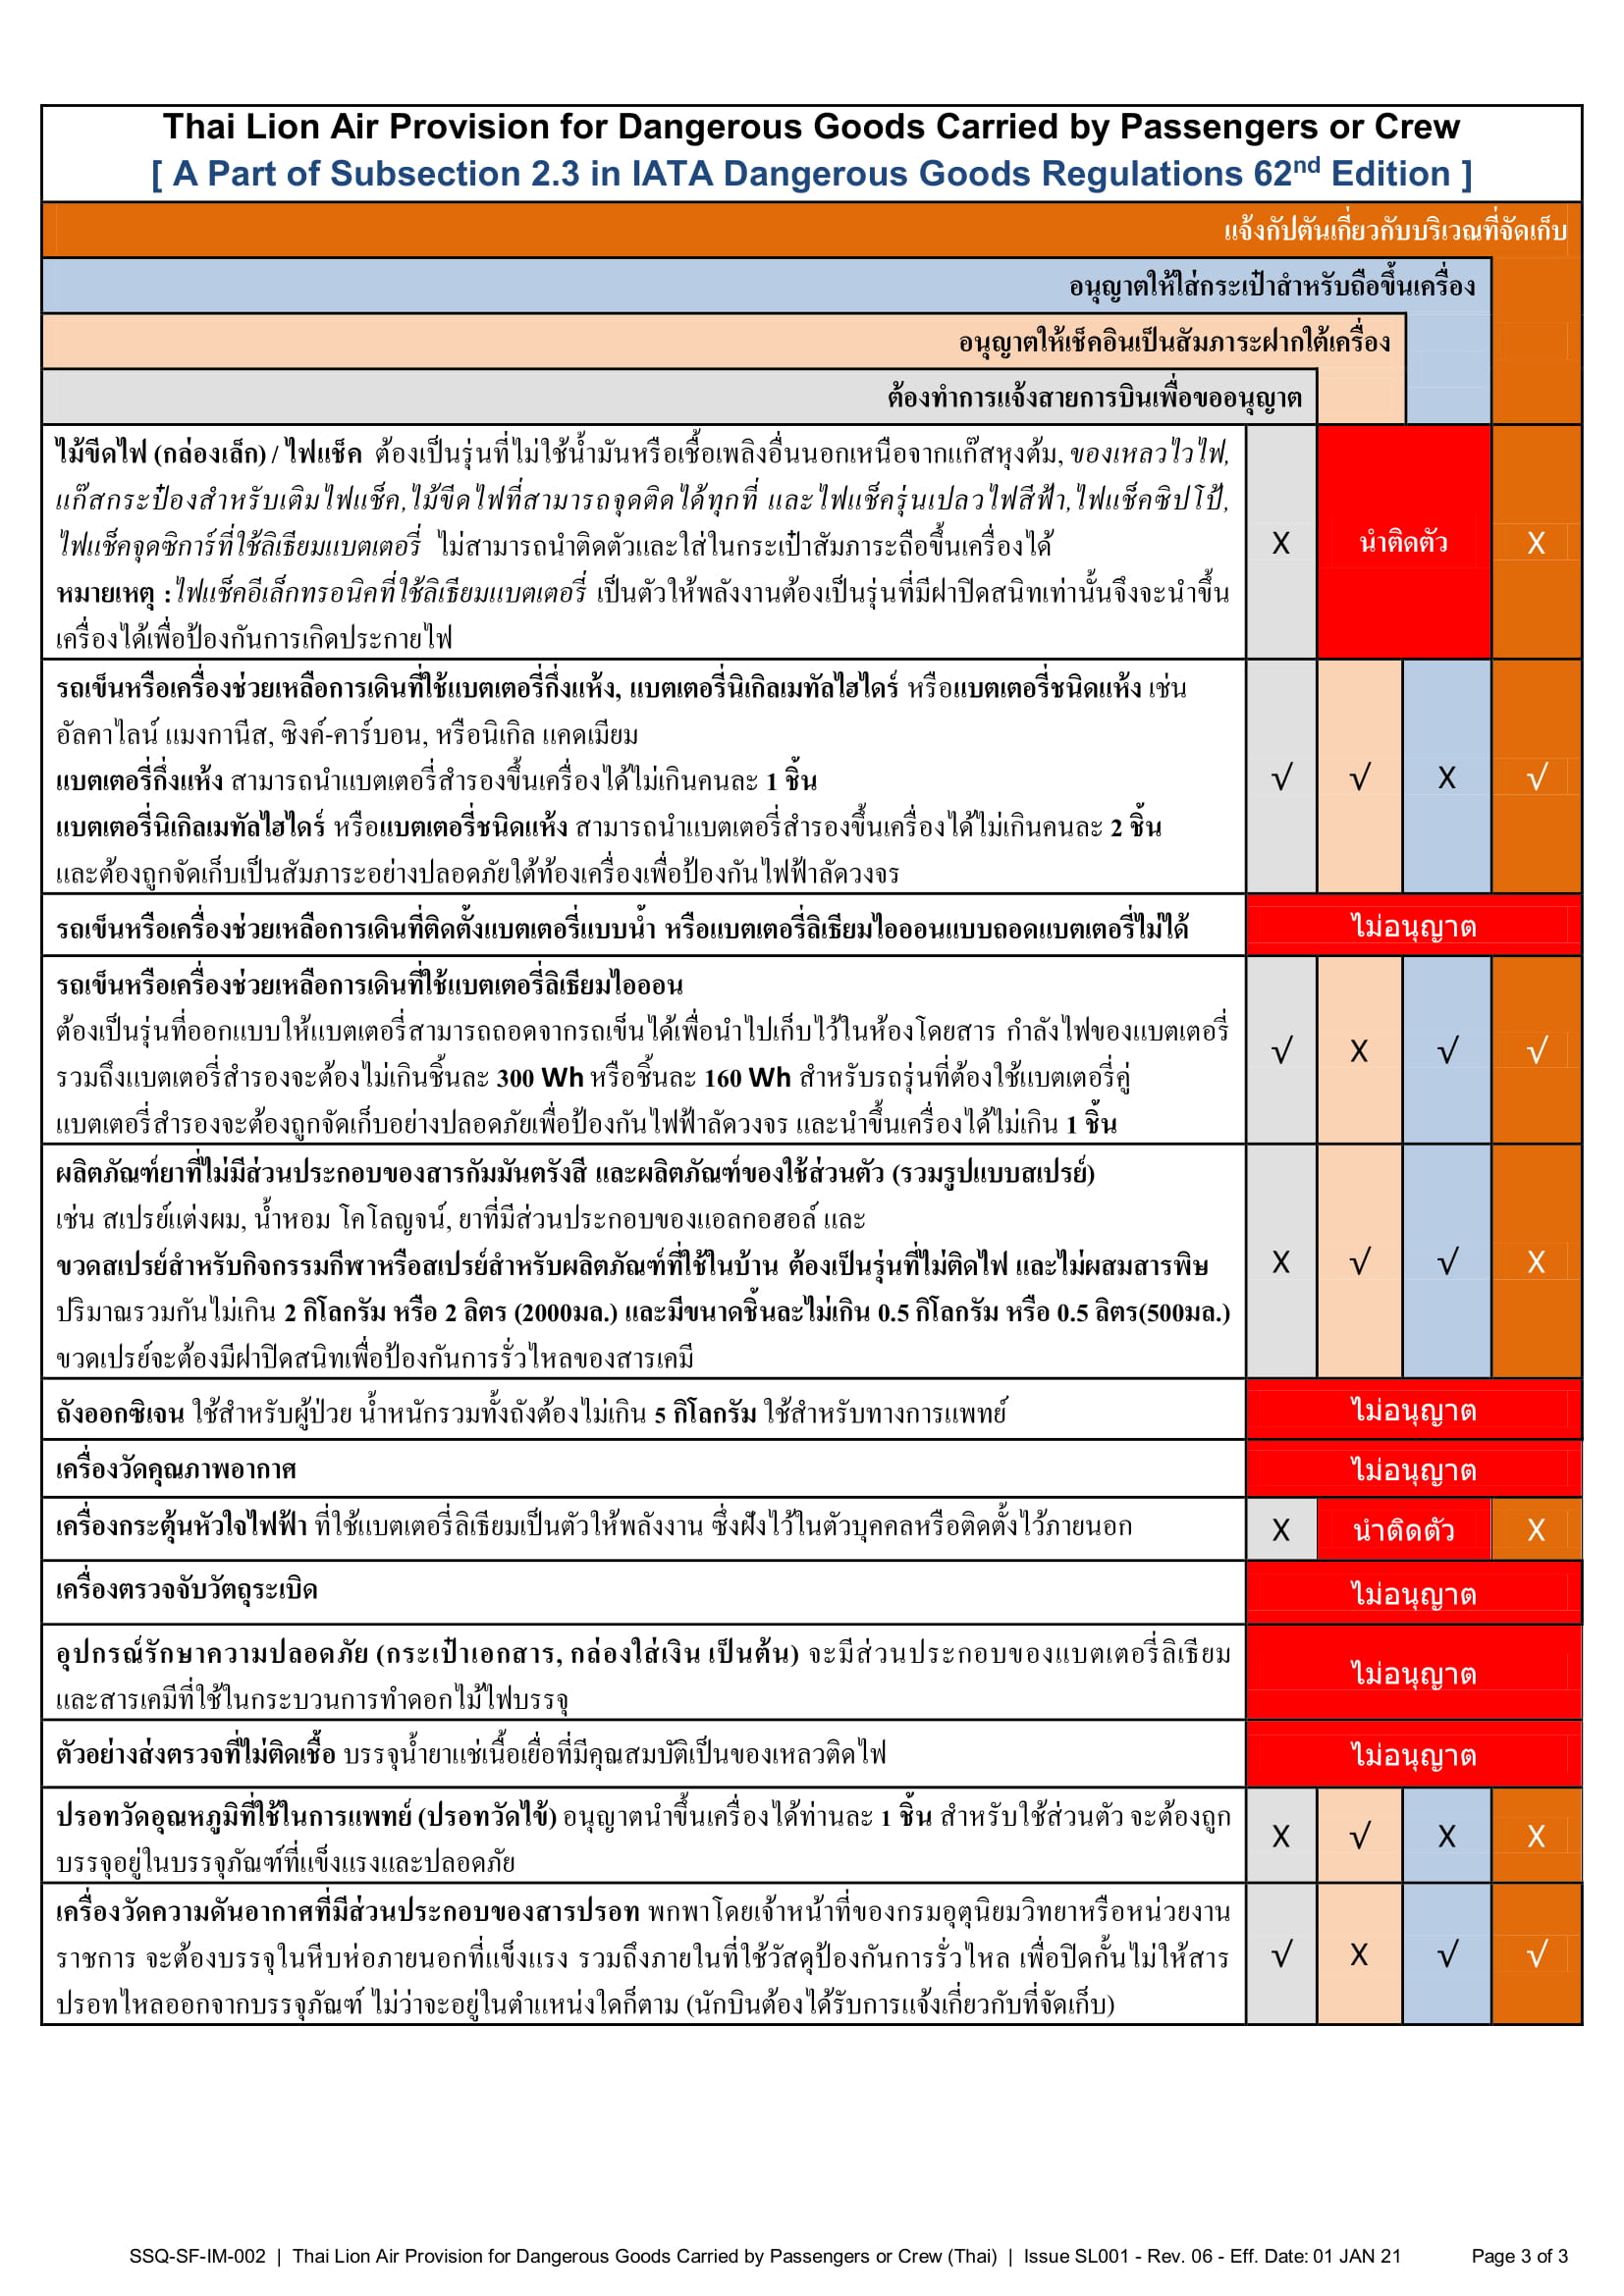 Thai Lion Air Provision for Dangerous Goods Carried by Passengers or Crew
[ A Part of Subsection 2.3 in IATA Dangerous Goods Regulations 62nd Edition ]
แจ้งกัปตันเกี่ยวกับบริเวณที่จัดเก็บ
อนุญาตให้ใส่กระเป๋าสำหรับถือขึ้นเครื่อง
อนุญาตให้เช็คอินเป็นสัมภาระฝากใต้เครื่อง
ต้องทำการแจ้งสายการบินเพื่อขออนุญาต
ไม้ขีดไฟ (กล่องเล็ก) / ไฟแช็ค ต้องเป็นรุ่นที่ไม่ใช้น้ำมันหรือเชื้อเพลิงอื่นนอกเหนือจากแก๊สหุงต้ม, ของเหลวไวไฟ,
แก๊สกระป๋องสำหรับเติมไฟแช็ค,ไม้ขีดไฟที่สามารถจุดติดได้ทุกที่ และไฟแช็ครุ่นเปลวไฟสีฟ้า,ไฟแช็คซิปโป้,
ไฟแช็คจุดซิการ์ที่ใช้ลิเธียมแบตเตอรี่ ไม่สามารถนำติดตัวและใส่ในกระเป๋าสัมภาระถือขึ้นเครื่องได้
หมายเหตุ :ไฟแช็คอีเล็กทรอนิคที่ใช้ลิเธียมแบตเตอรี่ เป็นตัวให้พลังงานต้องเป็นรุ่นที่มีฝาปิดสนิทเท่านั้นจึงจะนำขึ้น
เครื่องได้เพื่อป้องกันการเกิดประกายไฟ
X นำติดตัว X
รถเข็นหรือเครื่องช่วยเหลือการเดินที่ใช้แบตเตอรี่กึ่งแห้ง, แบตเตอรี่นิเกิลเมทัลไฮไดร์ หรือแบตเตอรี่ชนิดแห้ง เช่น
อัลคาไลน์ แมงกานีส, ซิงค์-คาร์บอน, หรือนิเกิล แคดเมียม
แบตเตอรี่กึ่งแห้ง สามารถนำแบตเตอรี่สำรองขึ้นเครื่องได้ไม่เกินคนละ 1 ชิ้น
แบตเตอรี่นิเกิลเมทัลไฮไดร์ หรือแบตเตอรี่ชนิดแห้ง สามารถนำแบตเตอรี่สำรองขึ้นเครื่องได้ไม่เกินคนละ 2 ชิ้น
และต้องถูกจัดเก็บเป็นสัมภาระอย่างปลอดภัยใต้ท้องเครื่องเพื่อป้องกันไฟฟ้าลัดวงจร
√ √ X √
รถเข็นหรือเครื่องช่วยเหลือการเดินที่ติดตั้งแบตเตอรี่แบบน้ำ หรือแบตเตอรี่ลิเธียมไอออนแบบถอดแบตเตอรี่ไม่ได้
ไม่อนุญาต
รถเข็นหรือเครื่องช่วยเหลือการเดินที่ใช้แบตเตอรี่ลิเธียมไอออน
ต้องเป็นรุ่นที่ออกแบบให้แบตเตอรี่สามารถถอดจากรถเข็นได้เพื่อนำไปเก็บไว้ในห้องโดยสาร กำลังไฟของแบตเตอรี่
รวมถึงแบตเตอรี่สำรองจะต้องไม่เกินชิ้นละ 300 Wh หรือชิ้นละ 160 Wh สำหรับรถรุ่นที่ต้องใช้แบตเตอรี่คู่
แบตเตอรี่สำรองจะต้องถูกจัดเก็บอย่างปลอดภัยเพื่อป้องกันไฟฟ้าลัดวงจร และนำขึ้นเครื่องได้ไม่เกิน 1 ชิ้น
√ X √ √
ผลิตภัณฑ์ยาที่ไม่มีส่วนประกอบของสารกัมมันตรังสี และผลิตภัณฑ์ของใช้ส่วนตัว (รวมรูปแบบสเปรย์)
เช่น สเปรย์แต่งผม, น้ำหอม โคโลญจน์, ยาที่มีส่วนประกอบของแอลกอฮอล์ และ
ขวดสเปรย์สำหรับกิจกรรมกีฬาหรือสเปรย์สำหรับผลิตภัณฑ์ที่ใช้ในบ้าน ต้องเป็นรุ่นที่ไม่ติดไฟ และไม่ผสมสารพิษ
ปริมาณรวมกันไม่เกิน 2 กิโลกรัม หรือ 2 ลิตร (2000มล.) และมีขนาดชิ้นละไม่เกิน 0.5 กิโลกรัม หรือ 0.5 ลิตร(500มล.)
ขวดเปรย์จะต้องมีฝาปิดสนิทเพื่อป้องกันการรั่วไหลของสารเคมี
X √ √ X
ถังออกซิเจน ใช้สำหรับผู้ป่วย น้ำหนักรวมทั้งถังต้องไม่เกิน 5 กิโลกรัม ใช้สำหรับทางการแพทย์
ไม่อนุญาต
เครื่องวัดคุณภาพอากาศ
ไม่อนุญาต
เครื่องกระตุ้นหัวใจไฟฟ้า ที่ใช้แบตเตอรี่ลิเธียมเป็นตัวให้พลังงาน ซึ่งฝังไว้ในตัวบุคคลหรือติดตั้งไว้ภายนอก
X นำติดตัว X
เครื่องตรวจจับวัตถุระเบิด
ไม่อนุญาต
อุปกรณ์รักษาความปลอดภัย (กระเป๋าเอกสาร, กล่องใส่เงิน เป็นต้น) จะมีส่วนประกอบของแบตเตอรี่ลิเธียม
และสารเคมีที่ใช้ในกระบวนการทำดอกไม้ไฟบรรจุ
ไม่อนุญาต
ตัวอย่างส่งตรวจที่ไม่ติดเชื้อ บรรจุน้ำยาแช่เนื้อเยื่อที่มีคุณสมบัติเป็นของเหลวติดไฟ
ไม่อนุญาต
ปรอทวัดอุณหภูมิที่ใช้ในการแพทย์ (ปรอทวัดไข้) อนุญาตนำขึ้นเครื่องได้ท่านละ 1 ชิ้น สำหรับใช้ส่วนตัว จะต้องถูก
บรรจุอยู่ในบรรจุภัณฑ์ที่แข็งแรงและปลอดภัย
X √ X X
เครื่องวัดความดันอากาศที่มีส่วนประกอบของสารปรอท พกพาโดยเจ้าหน้าที่ของกรมอุตุนิยมวิทยาหรือหน่วยงาน
ราชการ จะต้องบรรจุในหีบห่อภายนอกที่แข็งแรง รวมถึงภายในที่ใช้วัสดุป้องกันการรั่วไหล เพื่อปิดกั้นไม่ให้สาร
ปรอทไหลออกจากบรรจุภัณฑ์ ไม่ว่าจะอยู่ในตำแหน่งใดก็ตาม (นักบินต้องได้รับการแจ้งเกี่ยวกับที่จัดเก็บ)
√ X √ √
SSQ-SF-IM-002 | Thai Lion Air Provision for Dangerous Goods Carried by Passengers or Crew (Thai) | Issue SL001 - Rev. 06 - Eff. Date: 01 JAN 21 Page 3 of 3